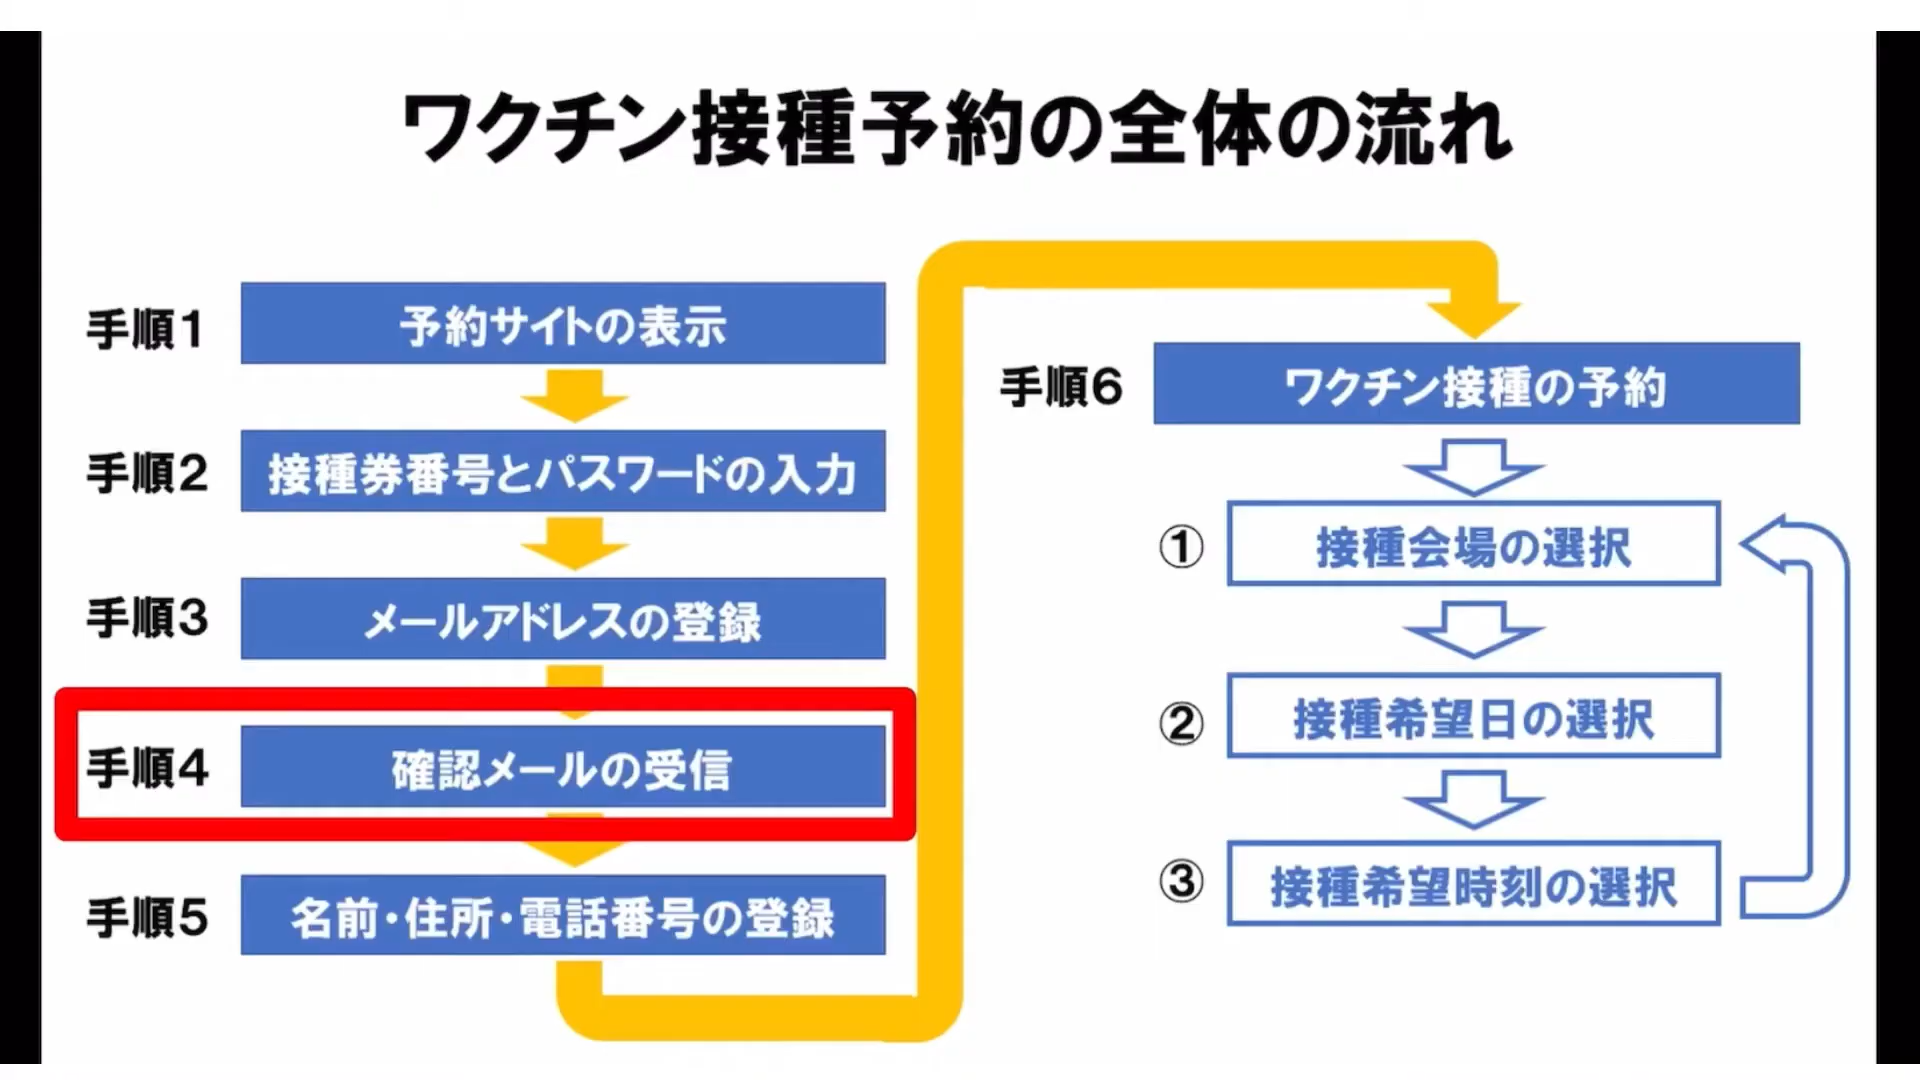 ワクチン接種予約の全体の流れ
手順1
予約サイトの表示
手順2
接種券番号とパスワードの入力
手順3
メールアドレスの登録
手順4
確認メールの受信
手順5
名前・住所・電話番号の登録
手順6
ワクチン接種の予約
①
接種会場の選択
②
接種希望日の選択
③
接種希望時刻の選択